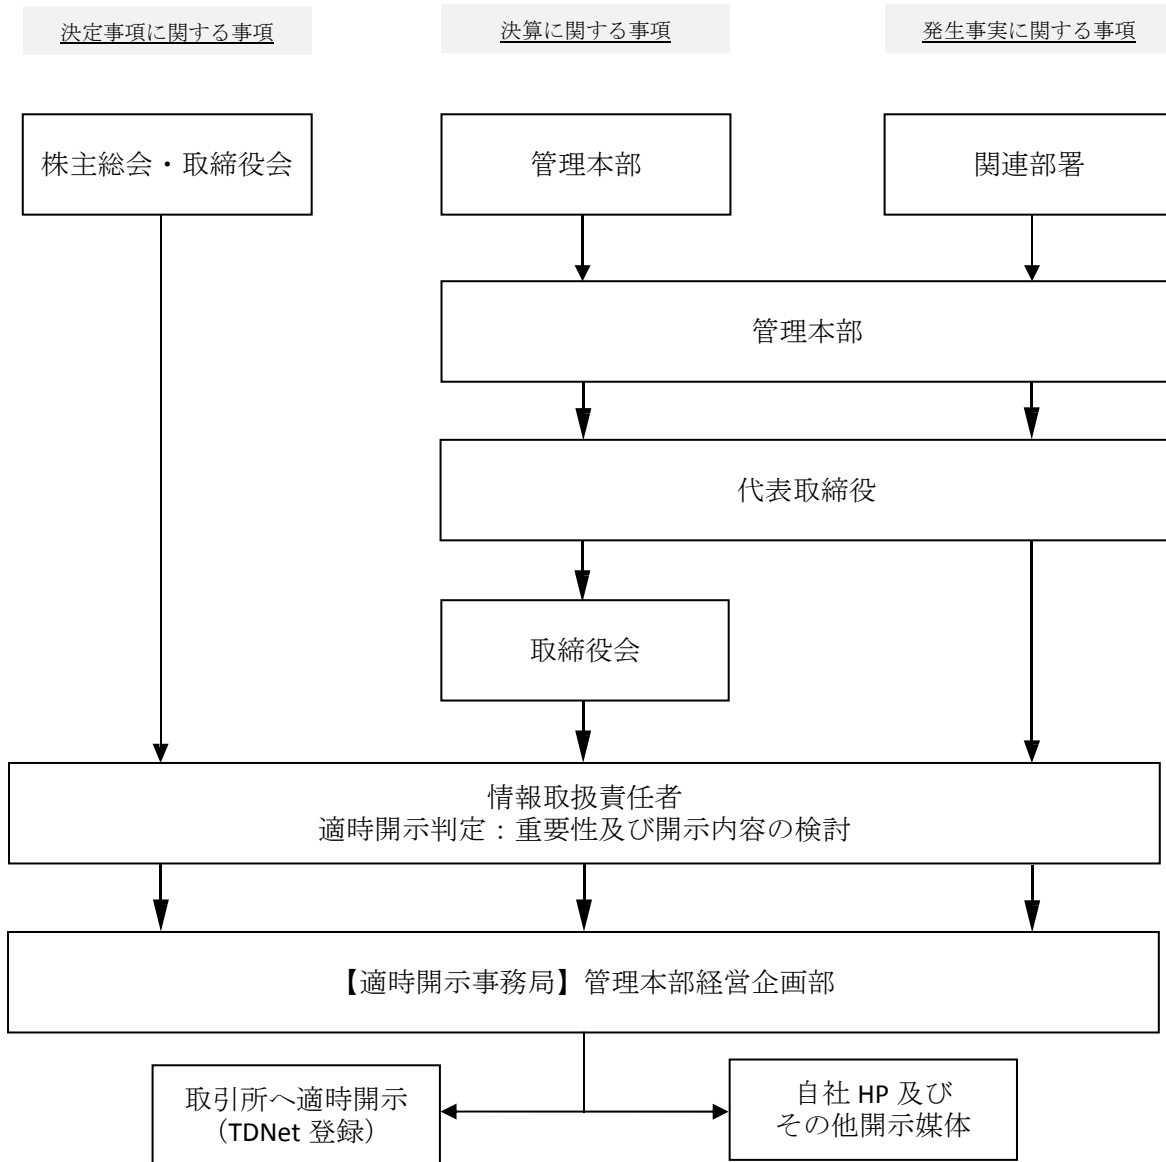 決定事項に関する事項
決算に関する事項
発生事実に関する事項
株主総会・取締役会
管理本部
関連部署
管理本部
代表取締役
取締役会
情報取扱責任者
適時開示判定：重要性及び開示内容の検討
【適時開示事務局】管理本部経営企画部
取引所へ適時開示
（TDNet 登録）
自社 HP 及び
その他開示媒体